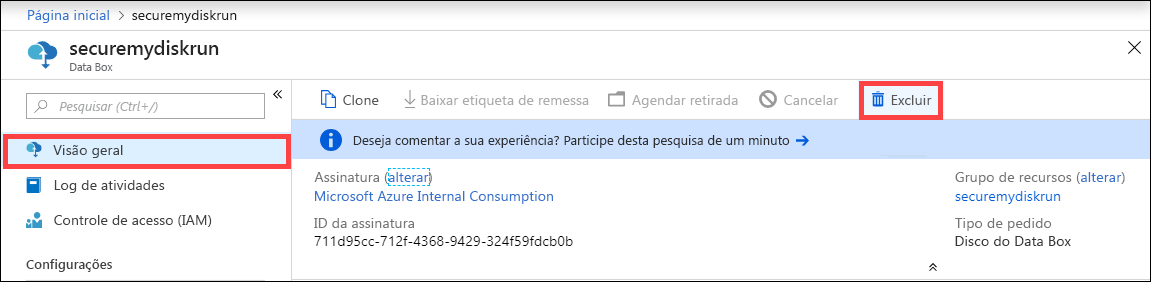 Página inicial > securemydiskrun
securemydiskrun
Data Box
Pesquisar (Ctrl+/)
Visão geral
Log de atividades
Controle de acesso (IAM)
Configurações
Clone Baixar etiqueta de remessa Agendar retirada Cancelar Excluir
Deseja comentar a sua experiência? Participe desta pesquisa de um minuto →
Assinatura (alterar)
Microsoft Azure Internal Consumption
ID da assinatura
711d95cc-712f-4368-9429-324f59fdcb0b
Grupo de recursos (alterar)
securemydiskrun
Tipo de pedido
Disco do Data Box